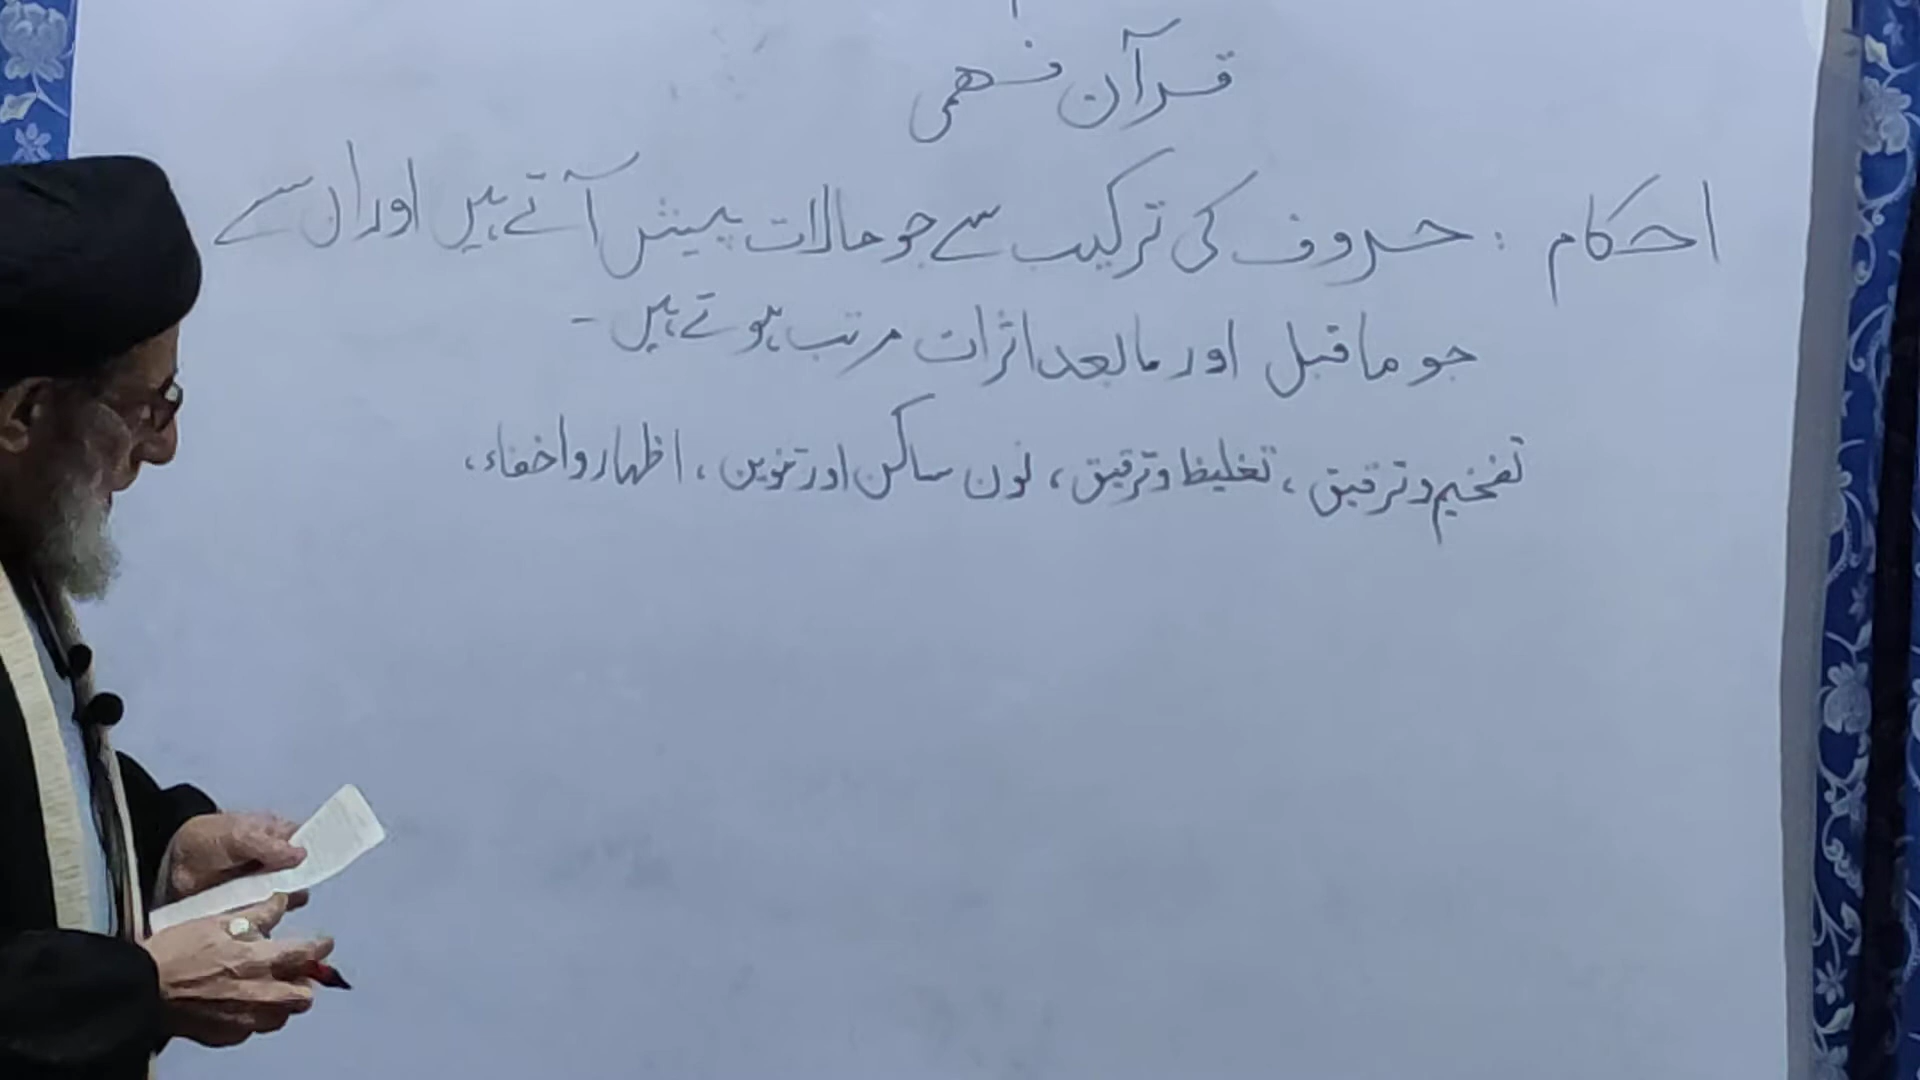 قرآن فہمی
احکام : حروف کی ترکیب سے جو حالات پیش آتے ہیں اور ان سے
جو ماقبل اور مابعد اثرات مرتب ہوتے ہیں ۔
تفخیم و ترقیق ، تغلیظ و ترقیق ، نون ساکن اور تنوین ، اظہار و اخفاء ،